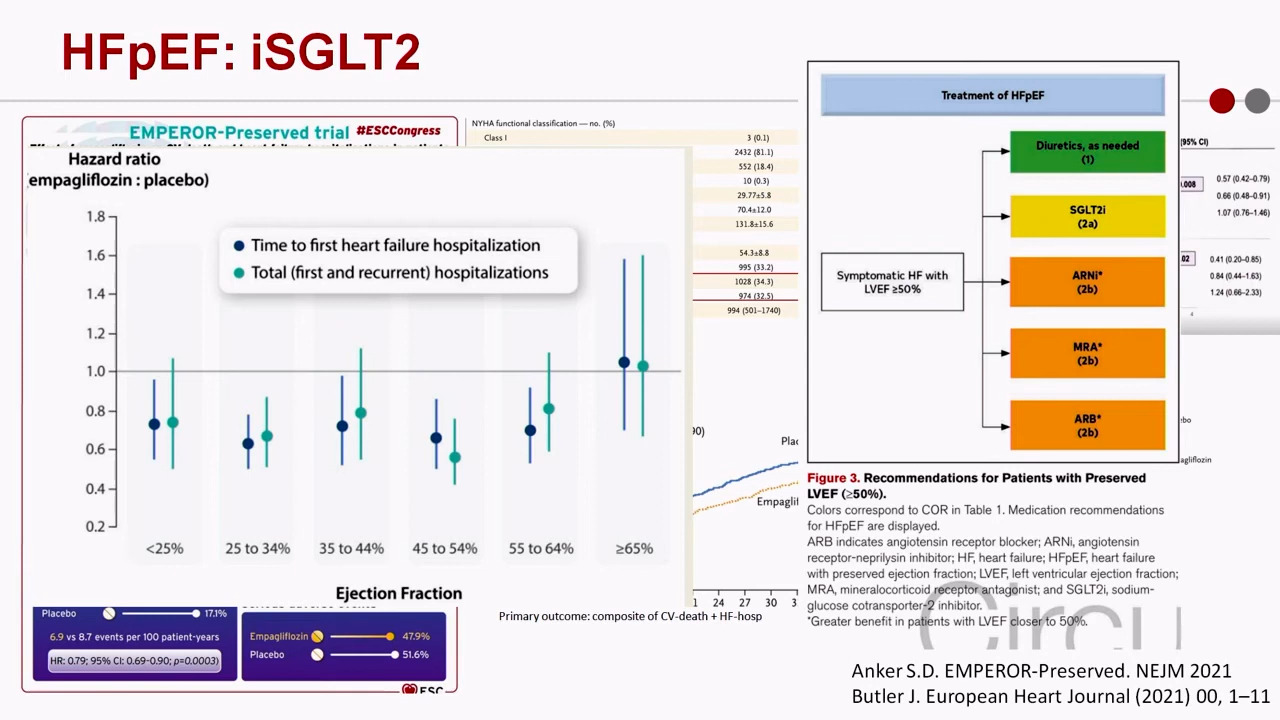 HFpEF: iSGLT2
EMPEROR-Preserved trial #ESCCongress
Hazard ratio
(empagliflozin : placebo)
1.8
1.6
1.4
1.2
1.0
0.8
0.6
0.4
0.2
Time to first heart failure hospitalization
Total (first and recurrent) hospitalizations
<25%
25 to 34%
35 to 44%
45 to 54%
55 to 64%
≥65%
Ejection Fraction
Placebo 17.1%
6.9 vs 8.7 events per 100 patient-years
HR: 0.79; 95% CI: 0.69-0.90; p=0.0003)
Empagliflozin 47.9%
Placebo 51.6%
ESC
NYHA functional classification — no. (%)
Class I 3 (0.1)
2432 (81.1)
552 (18.4)
10 (0.3)
29.77±5.8
70.4±12.0
131.8±15.6
54.3±8.8
995 (33.2)
1028 (34.3)
974 (32.5)
994 (501–1740)
90)
Plac
Empaglif
21 24 27 30 3
Primary outcome: composite of CV-death + HF-hosp
Treatment of HFpEF
Symptomatic HF with
LVEF ≥50%
Diuretics, as needed
(1)
SGLT2i
(2a)
ARNi*
(2b)
MRA*
(2b)
ARB*
(2b)
Figure 3. Recommendations for Patients with Preserved
LVEF (≥50%).
Colors correspond to COR in Table 1. Medication recommendations
for HFpEF are displayed.
ARB indicates angiotensin receptor blocker; ARNi, angiotensin
receptor-neprilysin inhibitor; HF, heart failure; HFpEF, heart failure
with preserved ejection fraction; LVEF, left ventricular ejection fraction;
MRA, mineralocorticoid receptor antagonist; and SGLT2i, sodium-
glucose cotransporter-2 inhibitor.
*Greater benefit in patients with LVEF closer to 50%.
Circu
(95% CI)
.008
0.57 (0.42–0.79)
0.66 (0.48–0.91)
1.07 (0.76–1.46)
02
0.41 (0.20–0.85)
0.84 (0.44–1.63)
1.24 (0.66–2.33)
4
ebo
agliflozin
Anker S.D. EMPEROR-Preserved. NEJM 2021
Butler J. European Heart Journal (2021) 00, 1–11